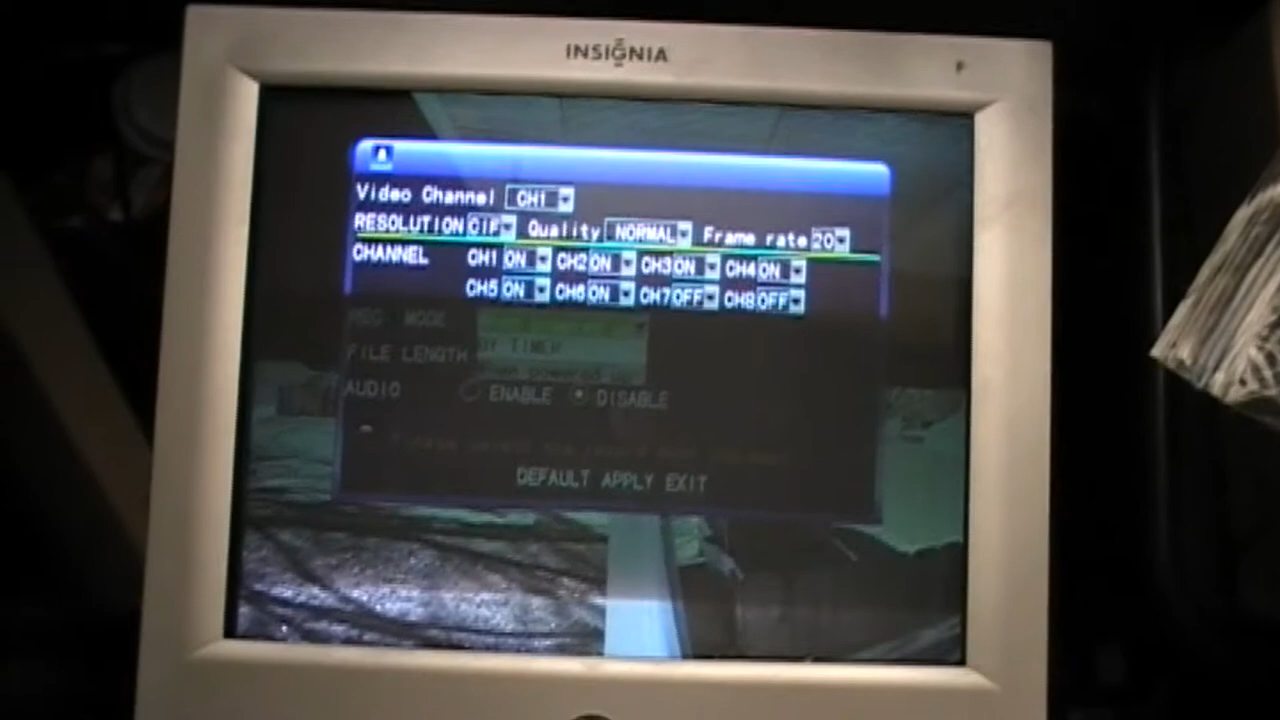 INSIGNIA
Video Channel CH1
RESOLUTION CIF Quality NORMAL Frame rate 20
CHANNEL CH1 ON CH2 ON CH3 ON CH4 ON
CH5 ON CH6 ON CH7 OFF CH8 OFF
REC MODE
BY TIMER
FILE LENGTH
AUDIO ENABLE DISABLE
DEFAULT APPLY EXIT